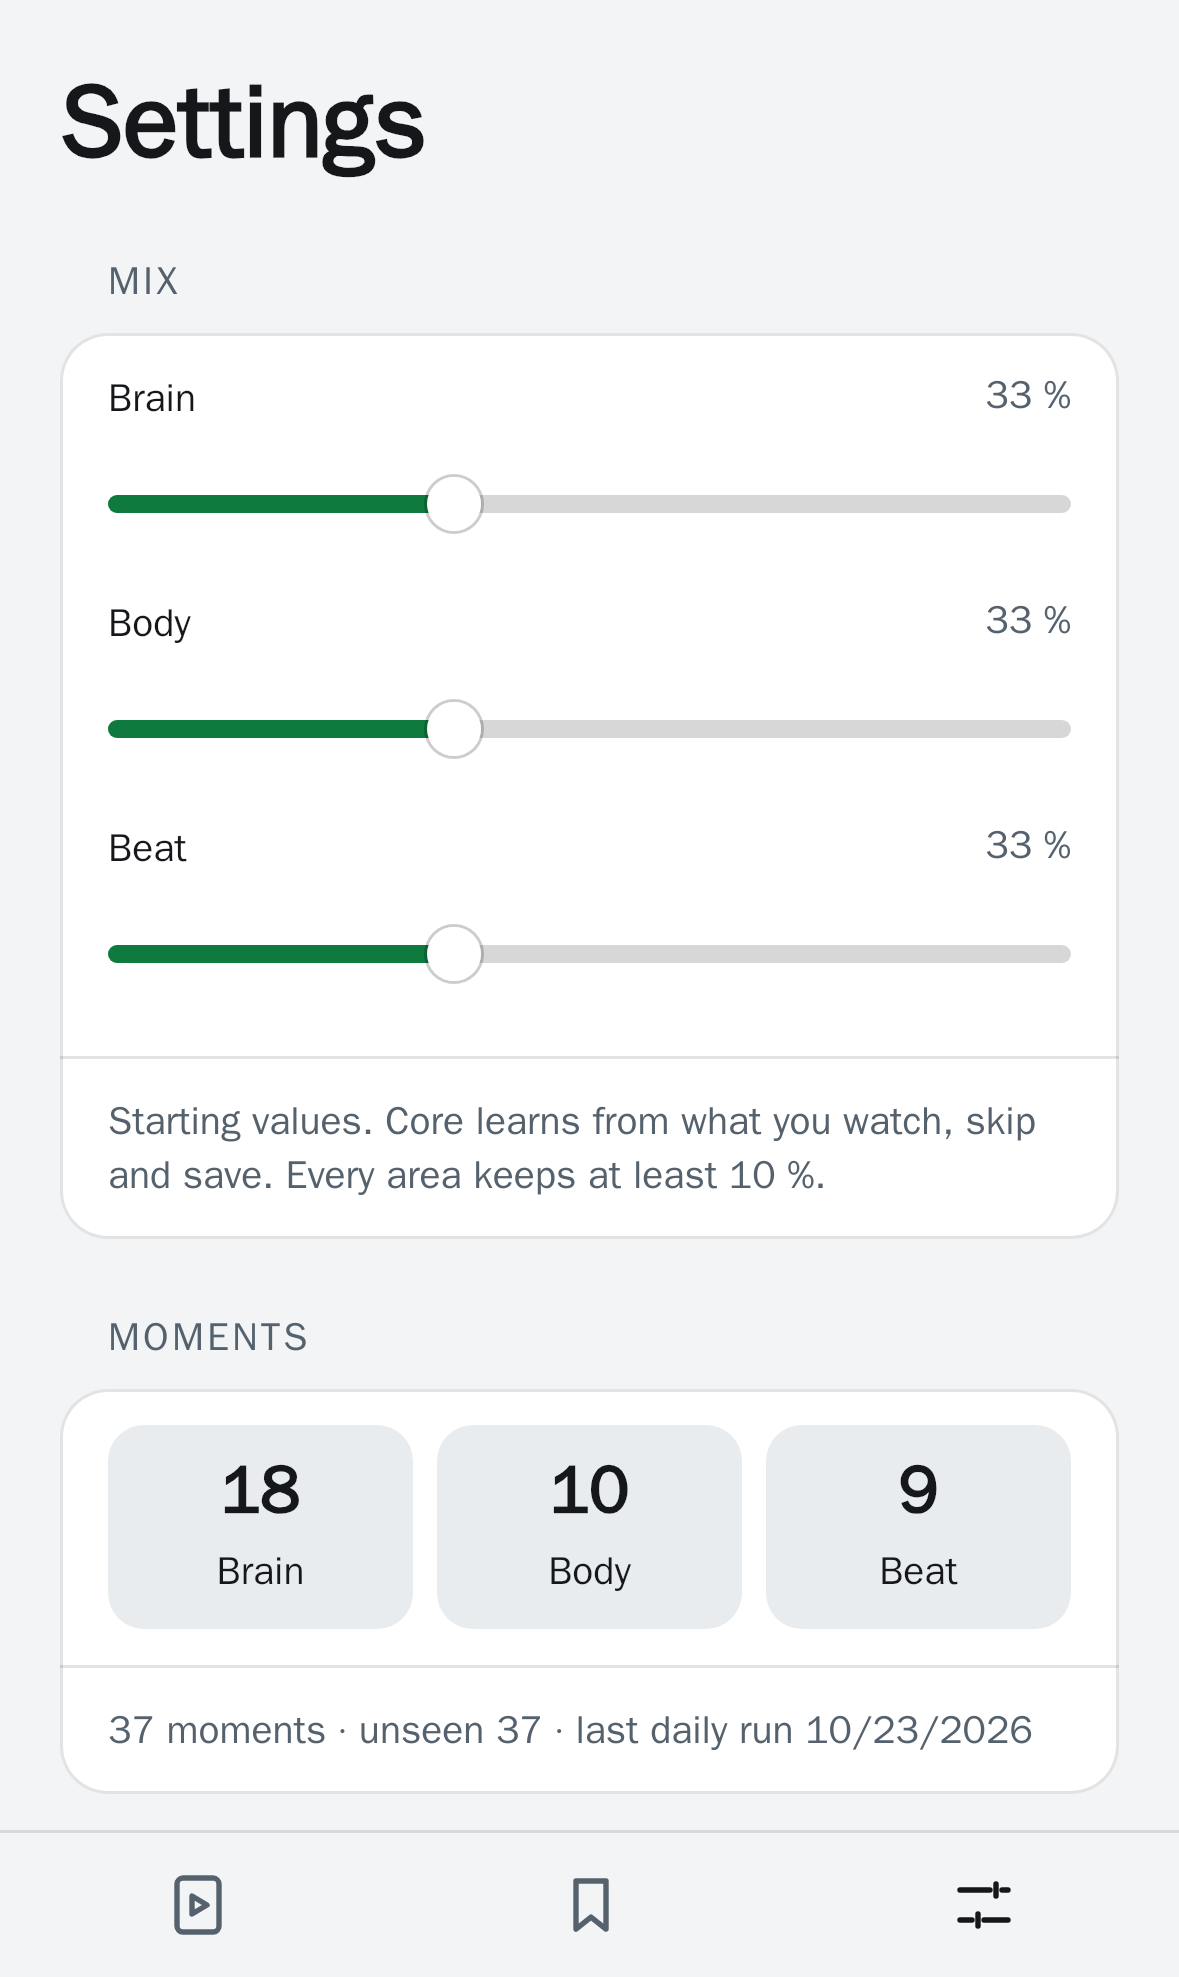 Settings
MIX
Brain 33 %
Body 33 %
Beat 33 %
Starting values. Core learns from what you watch, skip
and save. Every area keeps at least 10 %.
MOMENTS
18 10 9
Brain Body Beat
37 moments · unseen 37 · last daily run 10/23/2026